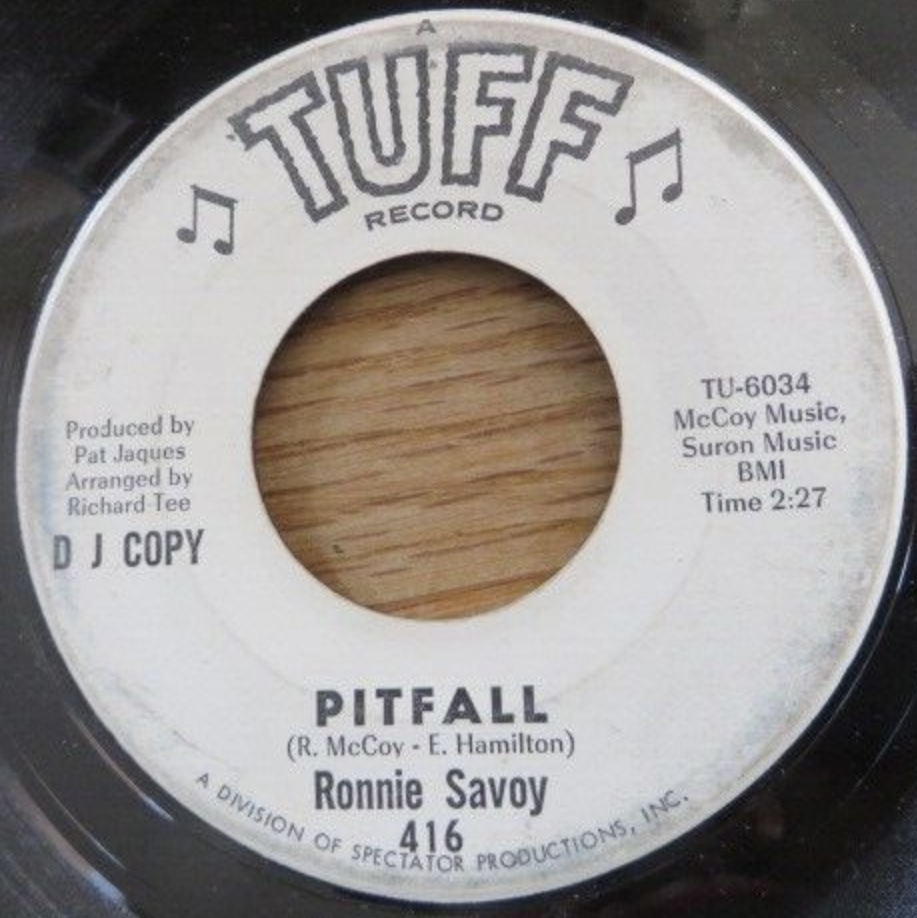 A
TUFF
RECORD
Produced by
Pat Jaques
Arranged by
Richard Tee
D J COPY
TU-6034
McCoy Music,
Suron Music
BMI
Time 2:27
PITFALL
(R. McCoy - E. Hamilton)
Ronnie Savoy
416
A DIVISION OF SPECTATOR PRODUCTIONS, INC.